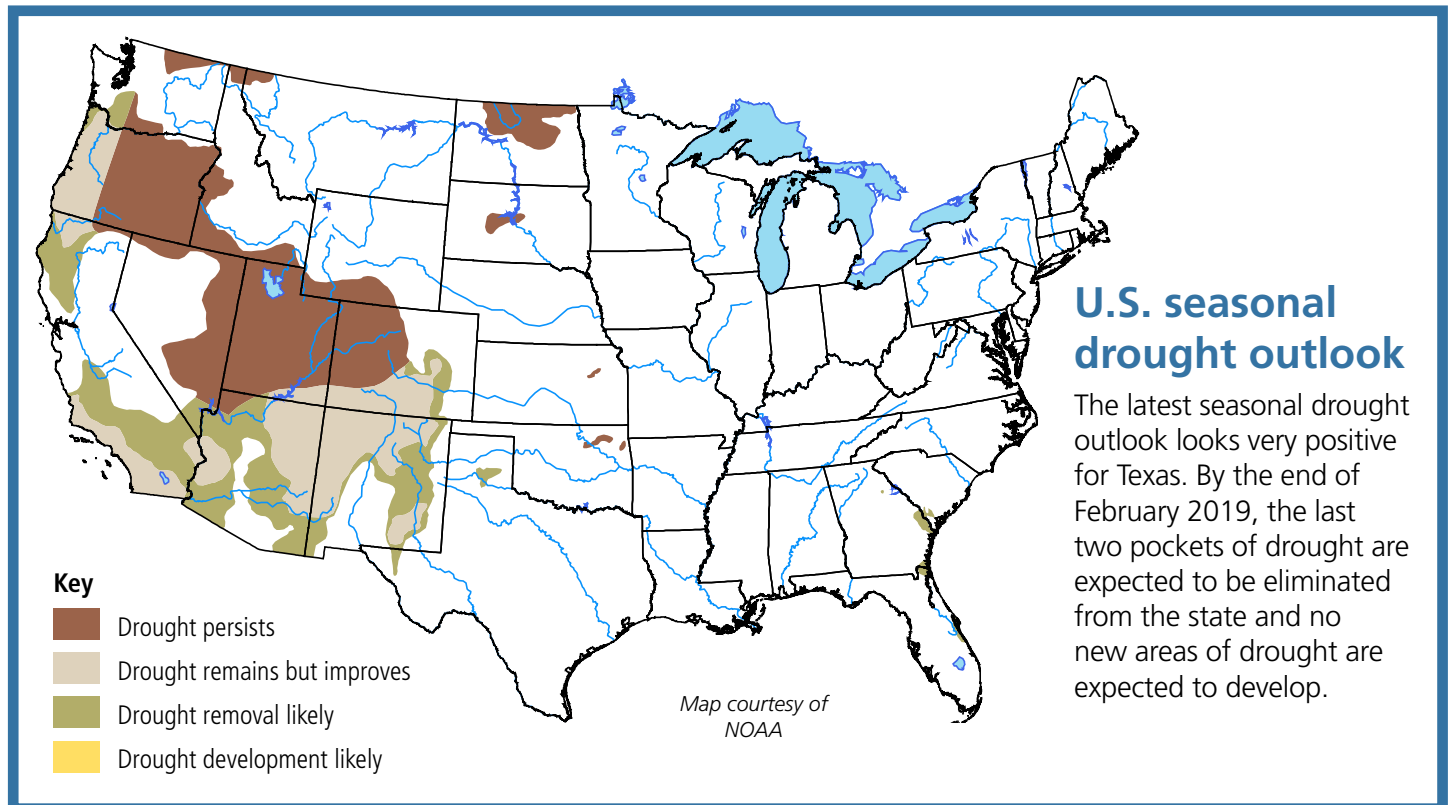 U.S. seasonal
drought outlook
The latest seasonal drought
outlook looks very positive
for Texas. By the end of
February 2019, the last
two pockets of drought are
expected to be eliminated
from the state and no
new areas of drought are
expected to develop.
Key
Drought persists
Drought remains but improves
Drought removal likely
Drought development likely
Map courtesy of
NOAA